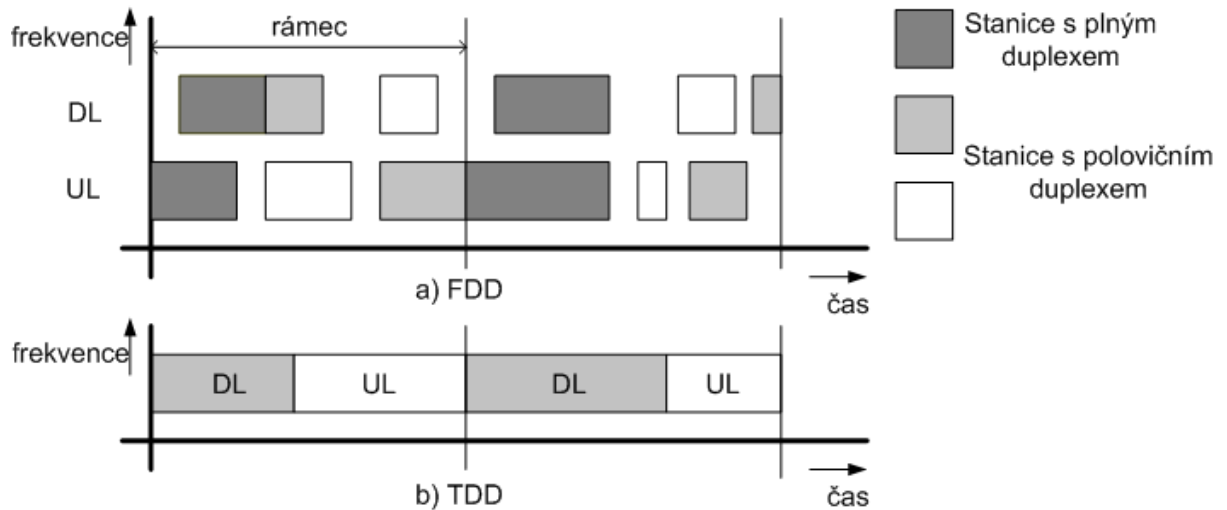 frekvence
rámec
DL
UL
čas
a) FDD
Stanice s plným
duplexem
Stanice s polovičním
duplexem
frekvence
DL
UL
DL
UL
čas
b) TDD